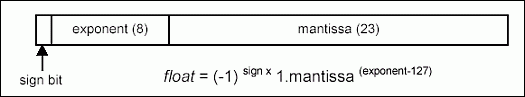 exponent (8) mantissa (23)
sign bit
float = (-1) sign x 1.mantissa (exponent-127)